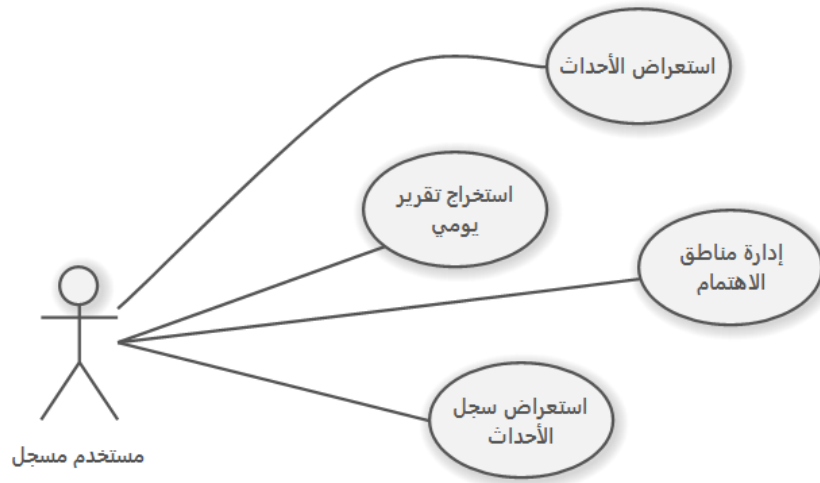 استعراض الأحداث
استخراج تقرير
يومي
إدارة مناطق
الاهتمام
استعراض سجل
الأحداث
مستخدم مسجل